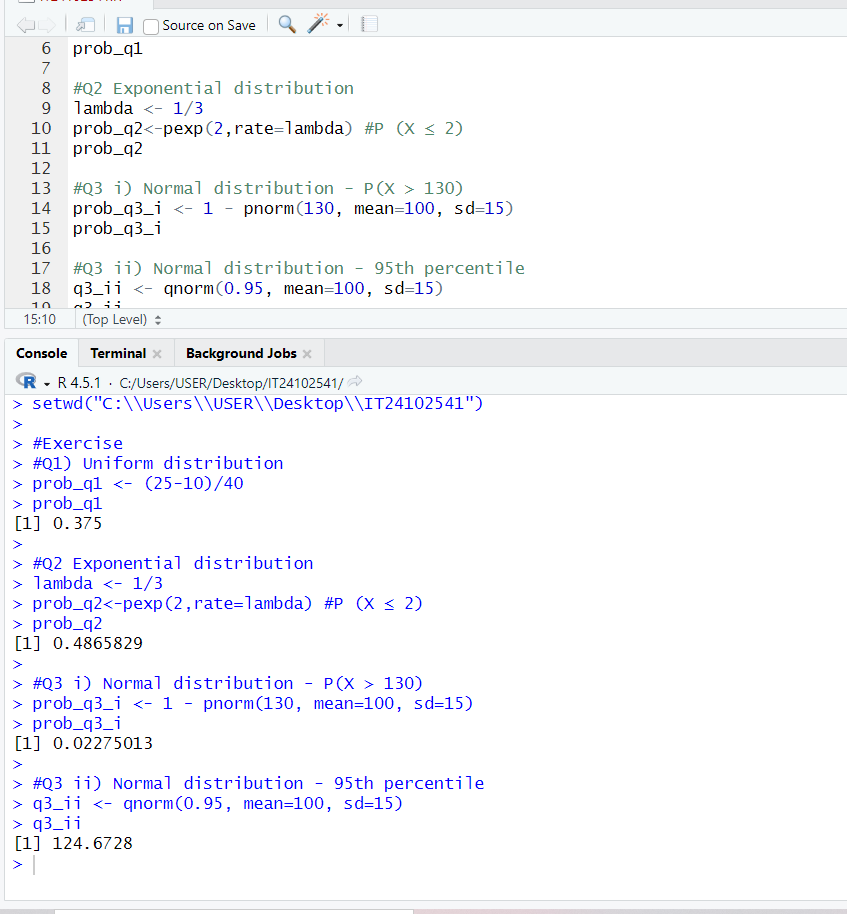 Source on Save
6 prob_q1
7
8 #Q2 Exponential distribution
9 lambda <- 1/3
10 prob_q2<-pexp(2,rate=lambda) #P (X ≤ 2)
11 prob_q2
12
13 #Q3 i) Normal distribution - P(X > 130)
14 prob_q3_i <- 1 - pnorm(130, mean=100, sd=15)
15 prob_q3_i
16
17 #Q3 ii) Normal distribution - 95th percentile
18 q3_ii <- qnorm(0.95, mean=100, sd=15)
19 q3_ii
15:10 (Top Level)
Console Terminal Background Jobs
R R 4.5.1 · C:/Users/USER/Desktop/IT24102541/
> setwd("C:\\Users\\USER\\Desktop\\IT24102541")
>
> #Exercise
> #Q1) Uniform distribution
> prob_q1 <- (25-10)/40
> prob_q1
[1] 0.375
>
> #Q2 Exponential distribution
> lambda <- 1/3
> prob_q2<-pexp(2,rate=lambda) #P (X ≤ 2)
> prob_q2
[1] 0.4865829
>
> #Q3 i) Normal distribution - P(X > 130)
> prob_q3_i <- 1 - pnorm(130, mean=100, sd=15)
> prob_q3_i
[1] 0.02275013
>
> #Q3 ii) Normal distribution - 95th percentile
> q3_ii <- qnorm(0.95, mean=100, sd=15)
> q3_ii
[1] 124.6728
>